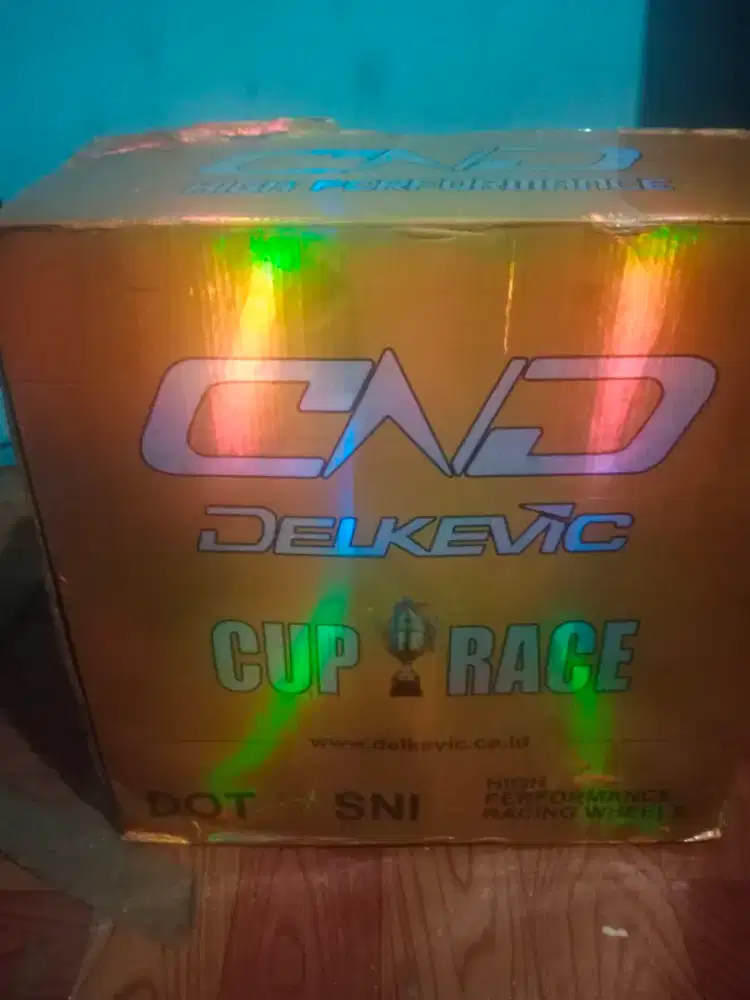 CND
HIGH PERFORMANCE
CND
DELKEVIC
CUP RACE
www.delkevic.co.id
DOT SNI
HIGH
PERFORMANCE
RACING WHEELS